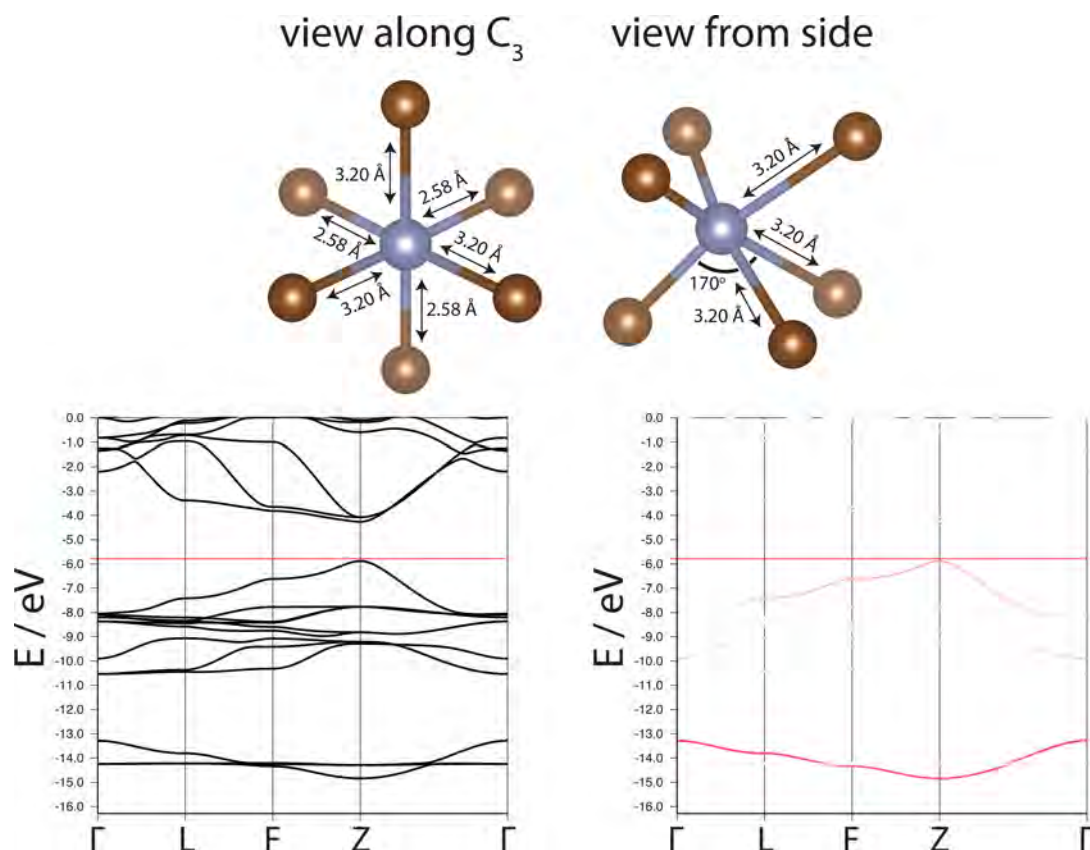 view along C₃
view from side
3.20 Å
2.58 Å
2.58 Å
3.20 Å
3.20 Å
2.58 Å
3.20 Å
3.20 Å
170°
3.20 Å
E / eV
0.0
-1.0
-2.0
-3.0
-4.0
-5.0
-6.0
-7.0
-8.0
-9.0
-10.0
-11.0
-12.0
-13.0
-14.0
-15.0
-16.0
Γ L F Z Γ
E / eV
0.0
-1.0
-2.0
-3.0
-4.0
-5.0
-6.0
-7.0
-8.0
-9.0
-10.0
-11.0
-12.0
-13.0
-14.0
-15.0
-16.0
Γ L F Z Γ